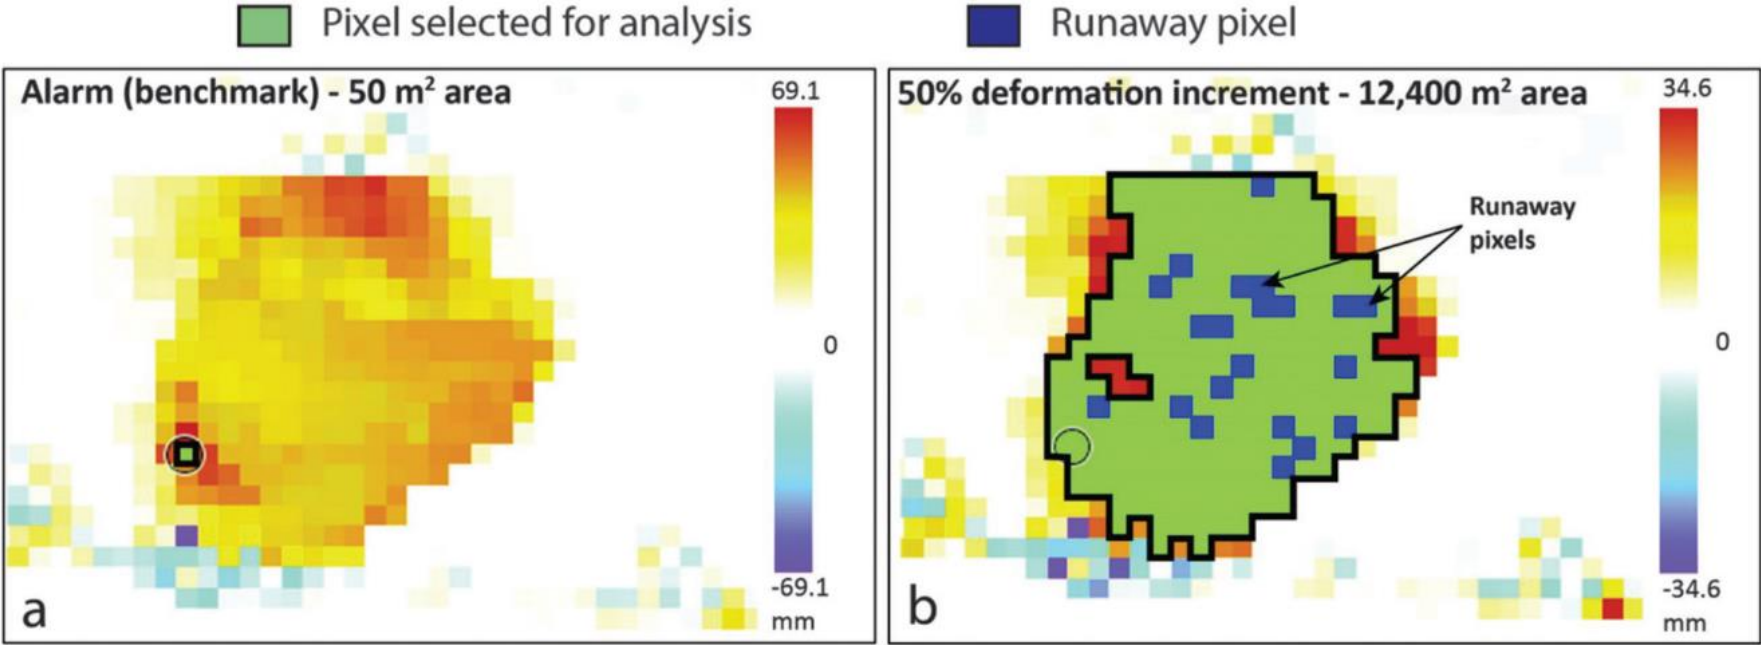 Pixel selected for analysis
Runaway pixel
Alarm (benchmark) - 50 m² area
69.1
0
-69.1
mm
a
50% deformation increment - 12,400 m² area
34.6
Runaway
pixels
0
-34.6
mm
b